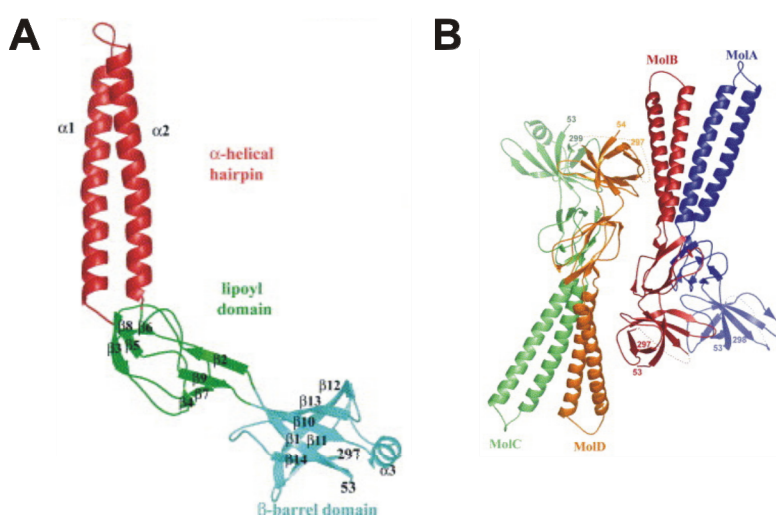 A
B
α1
α2
α-helical
hairpin
lipoyl
domain
β8
β6
β3
β5
β2
β9
β4
β7
β12
β13
β10
β1
β11
β14
297
α3
53
β-barrel domain
MolB
MolA
53
54
299
297
297
53
53
298
MolC
MolD